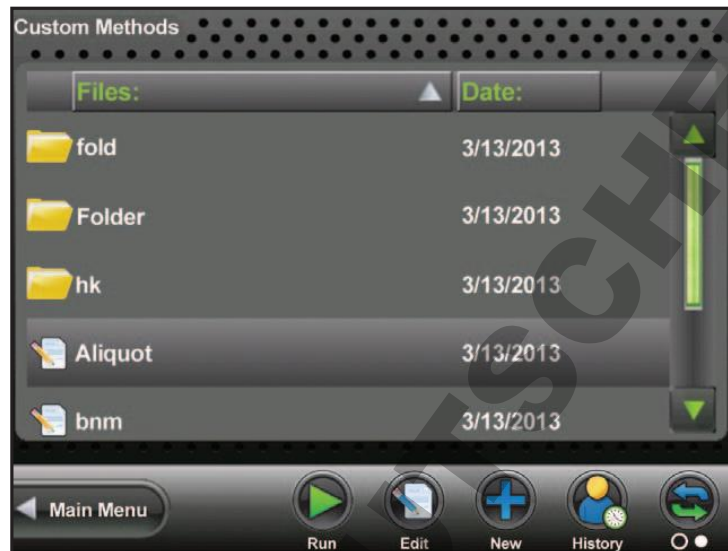 Custom Methods
Files: Date:
fold 3/13/2013
Folder 3/13/2013
hk 3/13/2013
Aliquot 3/13/2013
bnm 3/13/2013
Main Menu
Run Edit New History